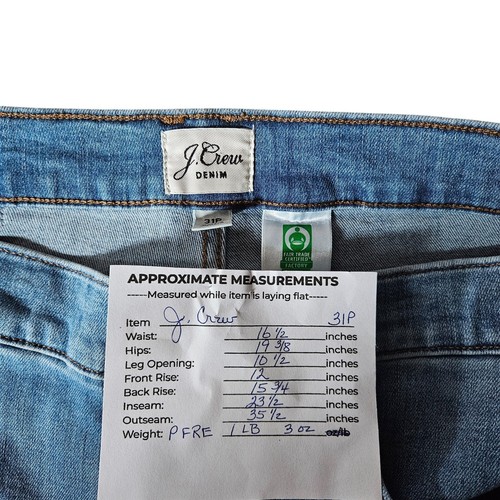 J.Crew
DENIM
31P
FAIR TRADE
CERTIFIED
FACTORY
APPROXIMATE MEASUREMENTS
-----Measured while item is laying flat-----
Item J. Crew 31P
Waist: 16 1/2 inches
Hips: 19 3/8 inches
Leg Opening: 10 1/2 inches
Front Rise: 12 inches
Back Rise: 15 3/4 inches
Inseam: 23 1/2 inches
Outseam: 35 1/2 inches
Weight: PFRE 1 LB 3 oz oz/lb